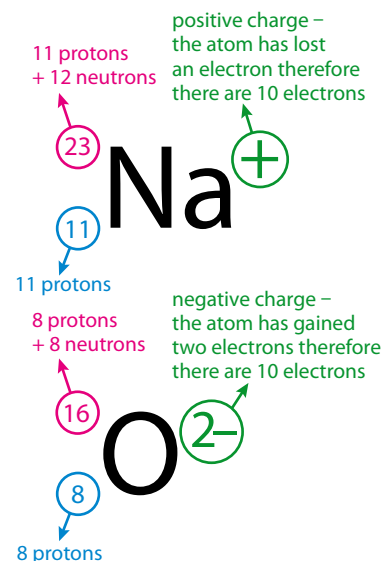 positive charge –
the atom has lost
an electron therefore
there are 10 electrons
11 protons
+ 12 neutrons
23
Na
+
11
11 protons
negative charge –
the atom has gained
two electrons therefore
there are 10 electrons
8 protons
+ 8 neutrons
16
O
2–
8
8 protons